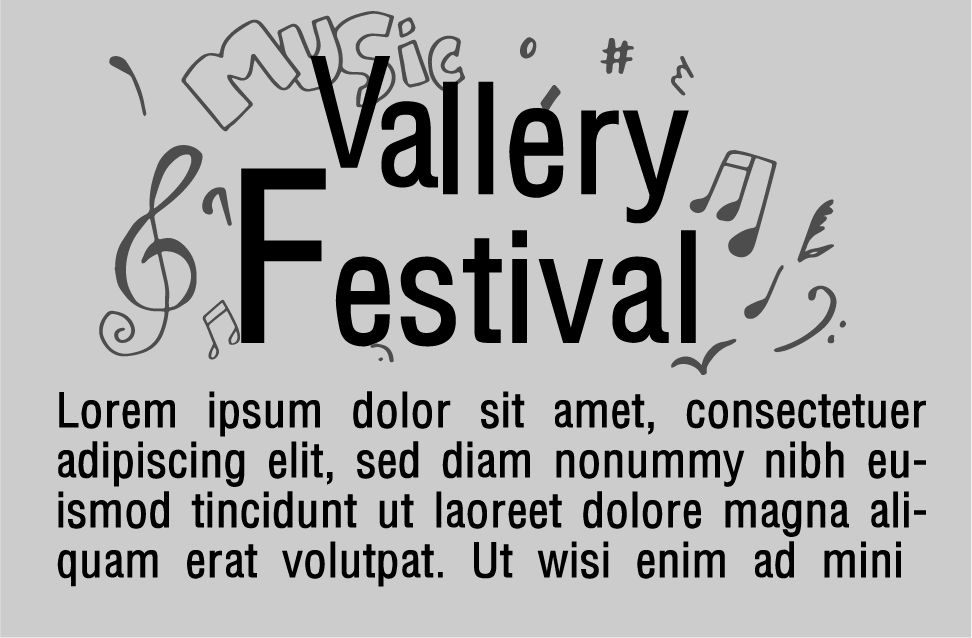 Music
Vallery
Festival
Lorem ipsum dolor sit amet, consectetuer
adipiscing elit, sed diam nonummy nibh eu-
ismod tincidunt ut laoreet dolore magna ali-
quam erat volutpat. Ut wisi enim ad mini